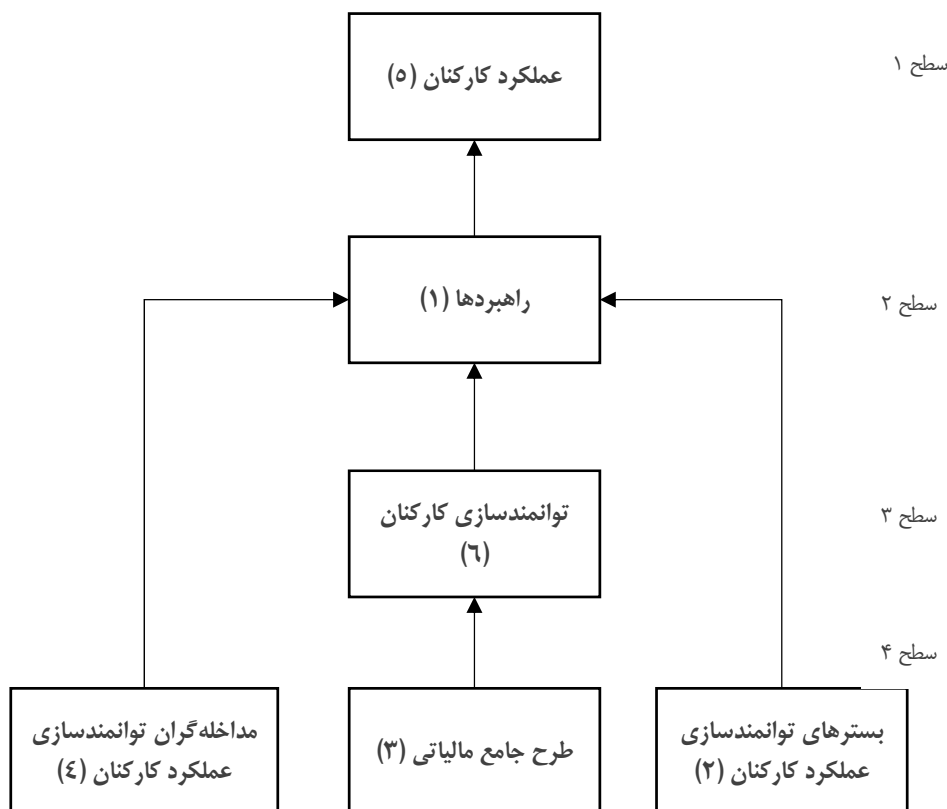 عملکرد کارکنان (٥)
سطح ۱
راهبردها (۱)
سطح ۲
توانمندسازی کارکنان
(٦)
سطح ۳
سطح ۴
بسترهای توانمندسازی
عملکرد کارکنان (۲)
طرح جامع مالیاتی (۳)
مداخله‌گران توانمندسازی
عملکرد کارکنان (٤)